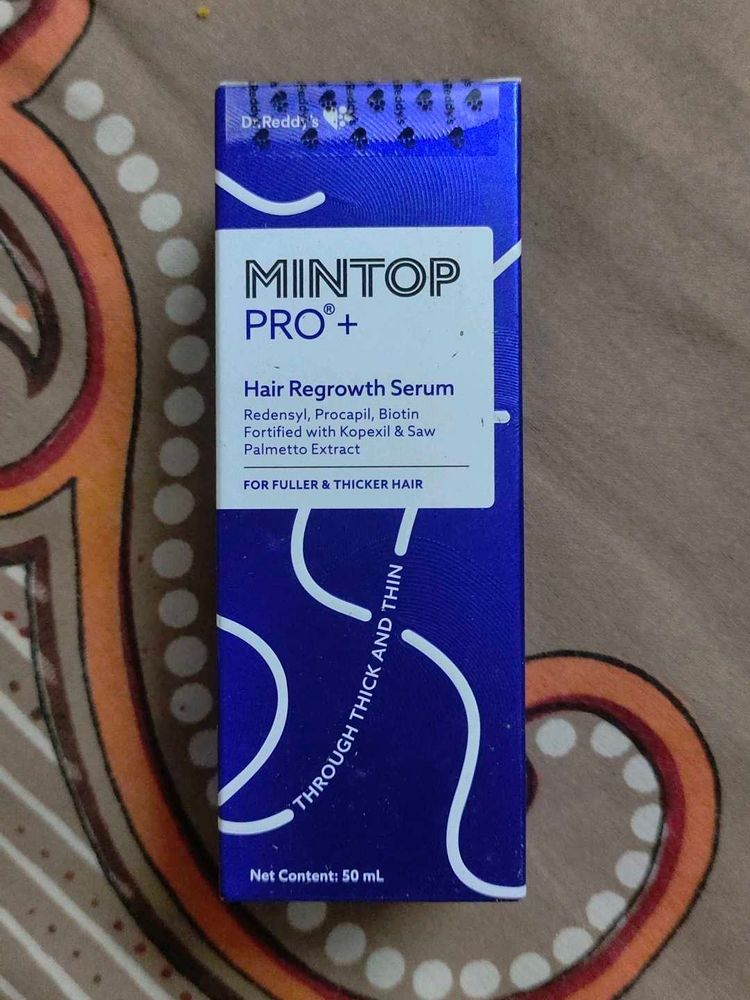 Dr.Reddy's
MINTOP
PRO®+
Hair Regrowth Serum
Redensyl, Procapil, Biotin
Fortified with Kopexil & Saw
Palmetto Extract
FOR FULLER & THICKER HAIR
THROUGH THICK AND THIN
Net Content: 50 mL